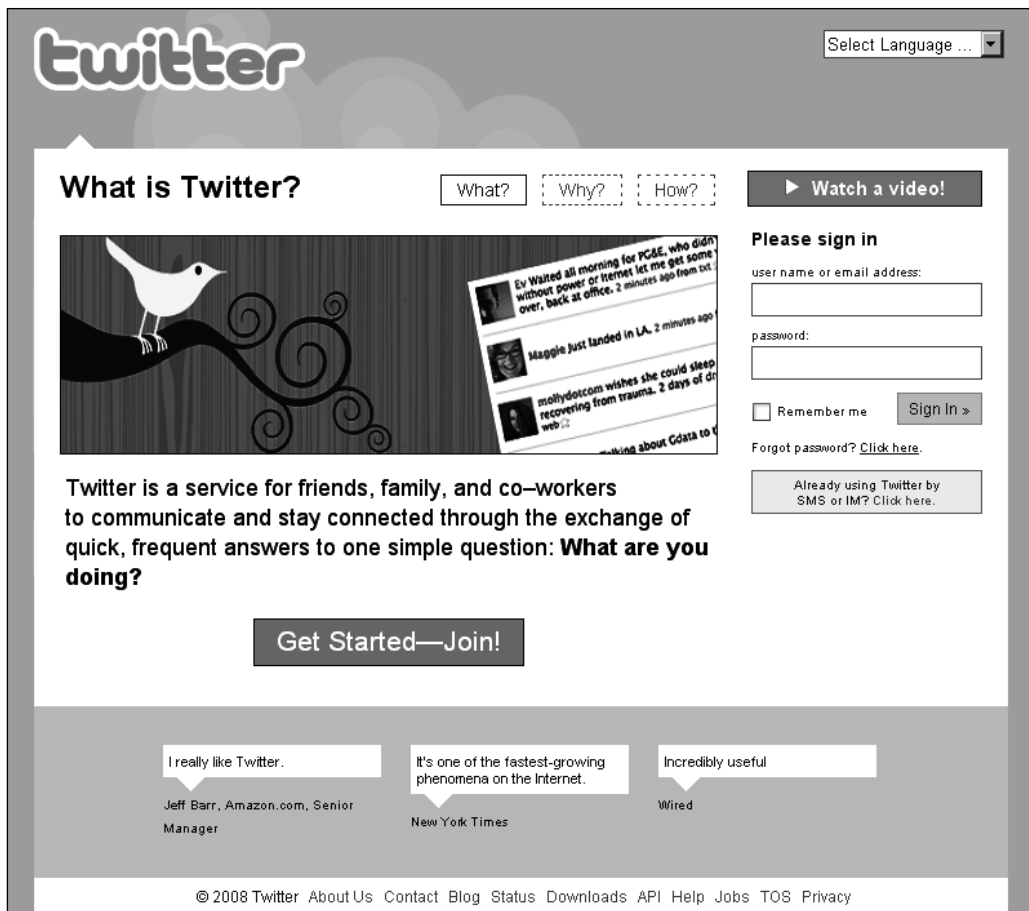 twitter
Select Language ...
What is Twitter?
What?
Why?
How?
Watch a video!
Ev Waited all morning for PG&E, who didn
without power or iternet let me get some
over, back at office. 2 minutes ago from txt
Maggie Just landed in LA. 2 minutes ago
mollydotcom wishes she could sleep
recovering from trauma. 2 days of dr
web
lking about Gdata to t
Please sign in
user name or email address:
password:
Remember me
Sign In »
Forgot password? Click here.
Already using Twitter by
SMS or IM? Click here.
Twitter is a service for friends, family, and co–workers
to communicate and stay connected through the exchange of
quick, frequent answers to one simple question: What are you
doing?
Get Started—Join!
I really like Twitter.
Jeff Barr, Amazon.com, Senior
Manager
It's one of the fastest-growing
phenomena on the Internet.
New York Times
Incredibly useful
Wired
© 2008 Twitter About Us Contact Blog Status Downloads API Help Jobs TOS Privacy